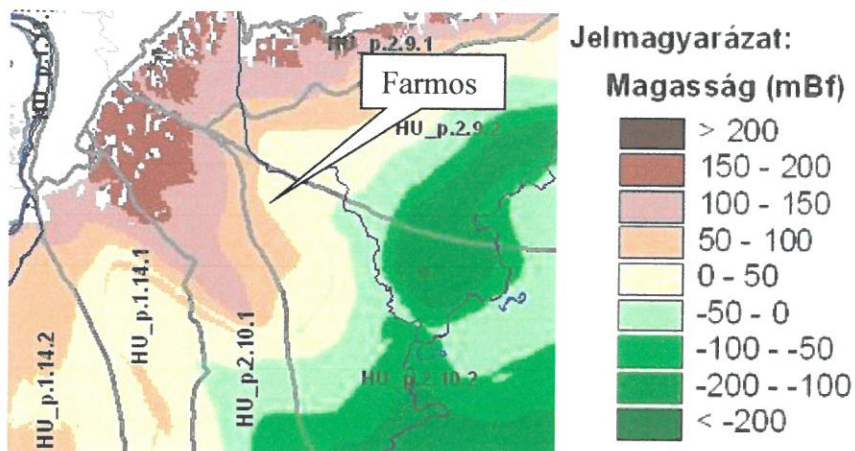 HU_p.2.9.1
Farmos
HU_p.2.9.2
HU_p.1.14.1
HU_p.2.10.1
HU_p.1.14.2
HU_p.2.10.2
Jelmagyarázat:
Magasság (mBf)
> 200
150 - 200
100 - 150
50 - 100
0 - 50
-50 - 0
-100 - -50
-200 - -100
< -200